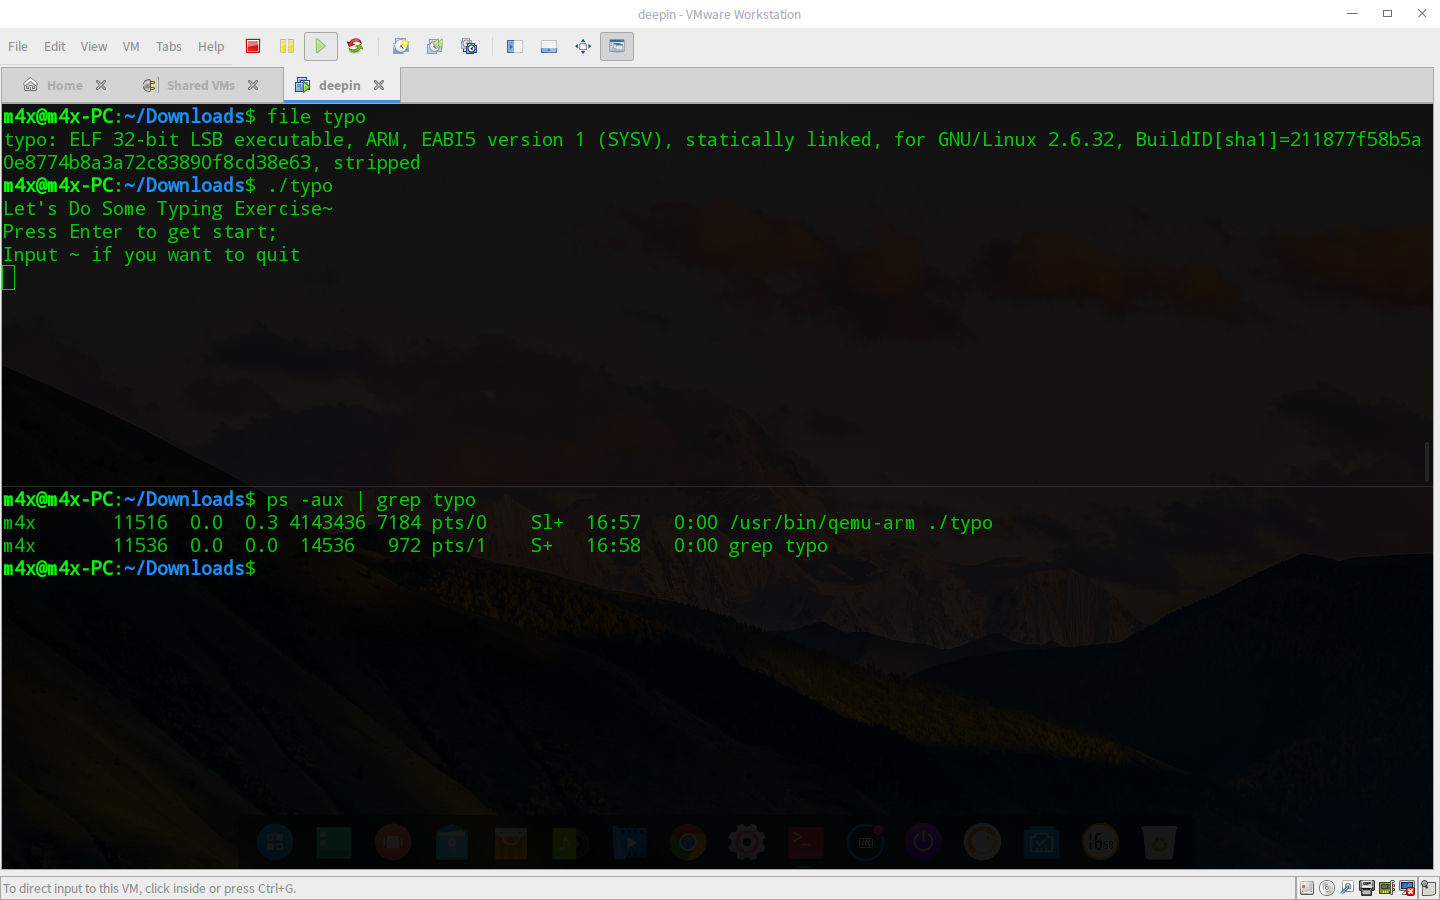 deepin - VMware Workstation
File Edit View VM Tabs Help
Home Shared VMs deepin
m4x@m4x-PC:~/Downloads$ file typo
typo: ELF 32-bit LSB executable, ARM, EABI5 version 1 (SYSV), statically linked, for GNU/Linux 2.6.32, BuildID[sha1]=211877f58b5a
0e8774b8a3a72c83890f8cd38e63, stripped
m4x@m4x-PC:~/Downloads$ ./typo
Let's Do Some Typing Exercise~
Press Enter to get start;
Input ~ if you want to quit
m4x@m4x-PC:~/Downloads$ ps -aux | grep typo
m4x 11516 0.0 0.3 4143436 7184 pts/0 Sl+ 16:57 0:00 /usr/bin/qemu-arm ./typo
m4x 11536 0.0 0.0 14536 972 pts/1 S+ 16:58 0:00 grep typo
m4x@m4x-PC:~/Downloads$
16 58
To direct input to this VM, click inside or press Ctrl+G.